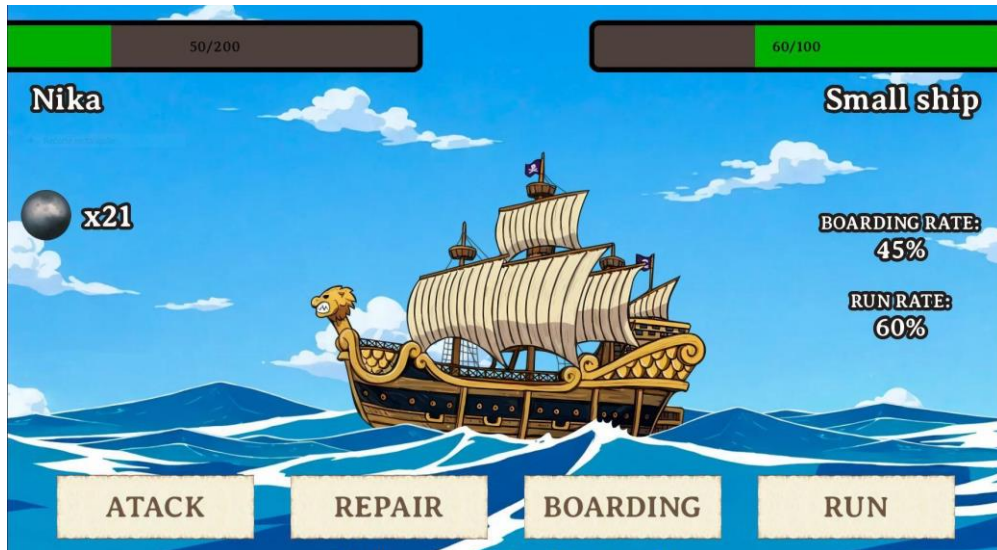 50/200
60/100
Nika
Small ship
x21
BOARDING RATE:
45%
RUN RATE:
60%
ATACK
REPAIR
BOARDING
RUN